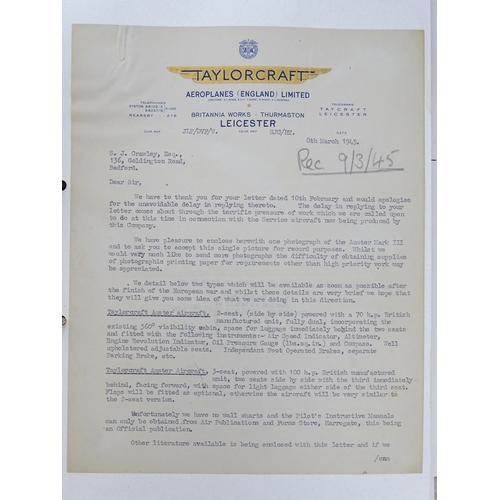 TAYLORCRAFT
AEROPLANES (ENGLAND) LIMITED
BRITANNIA WORKS · THURMASTON
LEICESTER
TELEPHONES
TELEGRAMS
TAYCRAFT
LEICESTER
OUR REF
YOUR REF
DATE
8th March 1945.
S. J. Crawley, Esq.,
136, Goldington Road,
Bedford.
Rec 9/3/45
Dear Sir,
We have to thank you for your letter dated 10th February and would apologise
for the unavoidable delay in replying thereto. The delay in replying to your
letter comes about through the terrific pressure of work which we are called upon
to do at this time in connection with the Service aircraft now being produced by
this Company.
We have pleasure to enclose herewith one photograph of the Auster Mark III
and to ask you to accept this single picture for record purposes. Whilst we
would very much like to send more photographs the difficulty of obtaining supplies
of photographic printing paper for requirements other than high priority work may
be appreciated.
We detail below the types which will be available as soon as possible after
the finish of the European war and whilst these details are very brief we hope that
they will give you some idea of what we are doing in this direction.
Taylorcraft Auster Aircraft. 2-seat, (side by side) powered with a 70 h.p. British
manufactured unit, fully dual, incorporating the
existing 360° visibility cabin, space for luggage immediately behind the two seats
and fitted with the following instruments:- Air Speed Indicator, Altimeter,
Engine Revolution Indicator, Oil Pressure Gauge (lbs.sq.in.) and Compass. Well
upholstered adjustable seats. Independent Foot Operated Brakes, separate
Parking Brake, etc.
Taylorcraft Auster Aircraft. 3-seat, powered with 100 h.p. British manufactured
unit, two seats side by side with the third immediately
behind, facing forward, with space for light luggage either side of the third seat.
Flaps will be fitted as optional, otherwise the aircraft will be very similar to
the 2-seat version.
Unfortunately we have no wall charts and the Pilot's Instructive Manuals
can only be obtained from Air Publications and Forms Store, Harrogate, this being
an Official publication.
Other literature available is being enclosed with this letter and if we